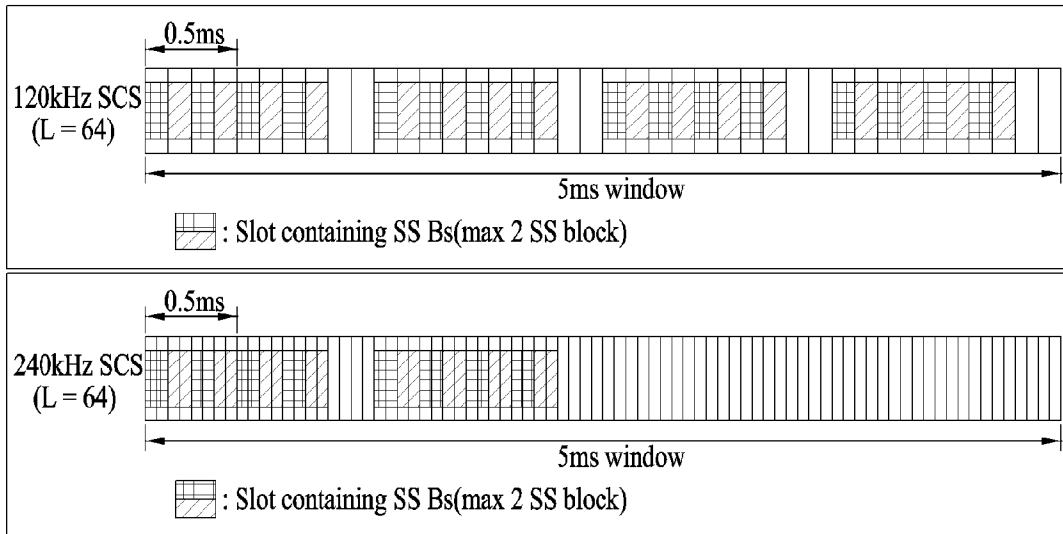 0.5ms
120kHz SCS
(L = 64)
5ms window
: Slot containing SS Bs(max 2 SS block)
0.5ms
240kHz SCS
(L = 64)
5ms window
: Slot containing SS Bs(max 2 SS block)